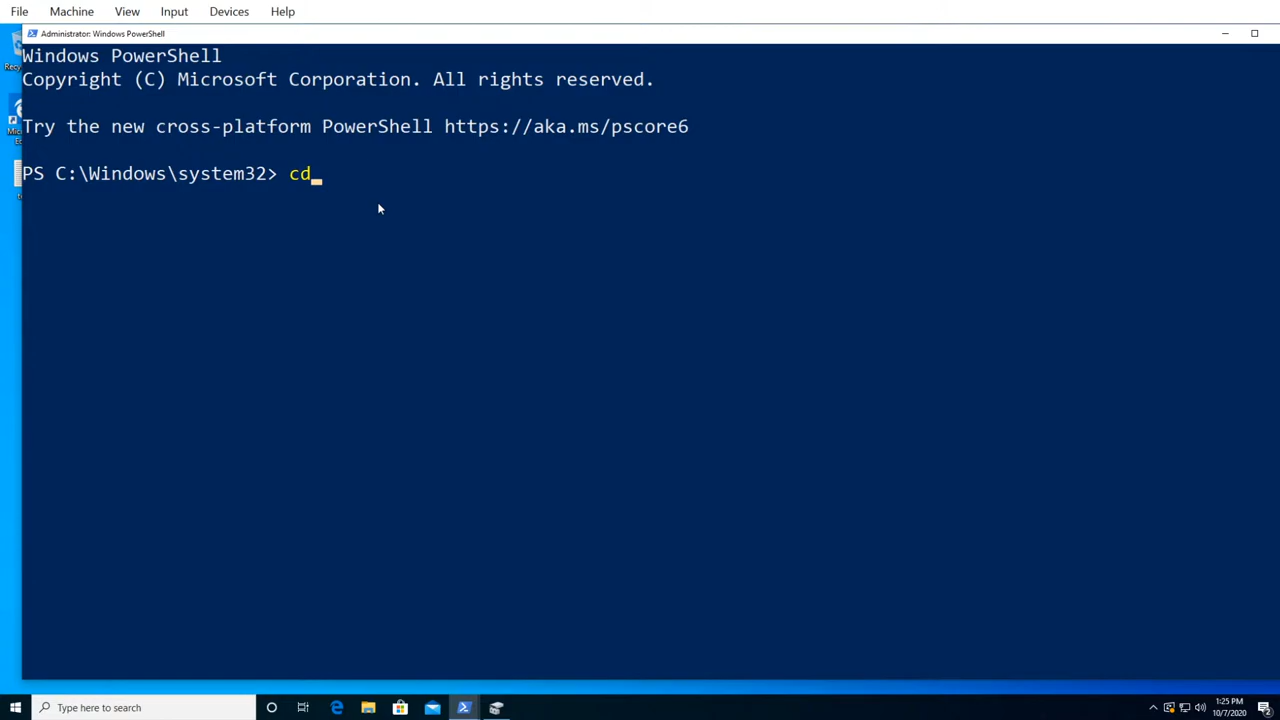 File Machine View Input Devices Help
Administrator: Windows PowerShell
Windows PowerShell
Copyright (C) Microsoft Corporation. All rights reserved.
Try the new cross-platform PowerShell https://aka.ms/pscore6
PS C:\Windows\system32> cd
Type here to search
1:25 PM
10/7/2020
2